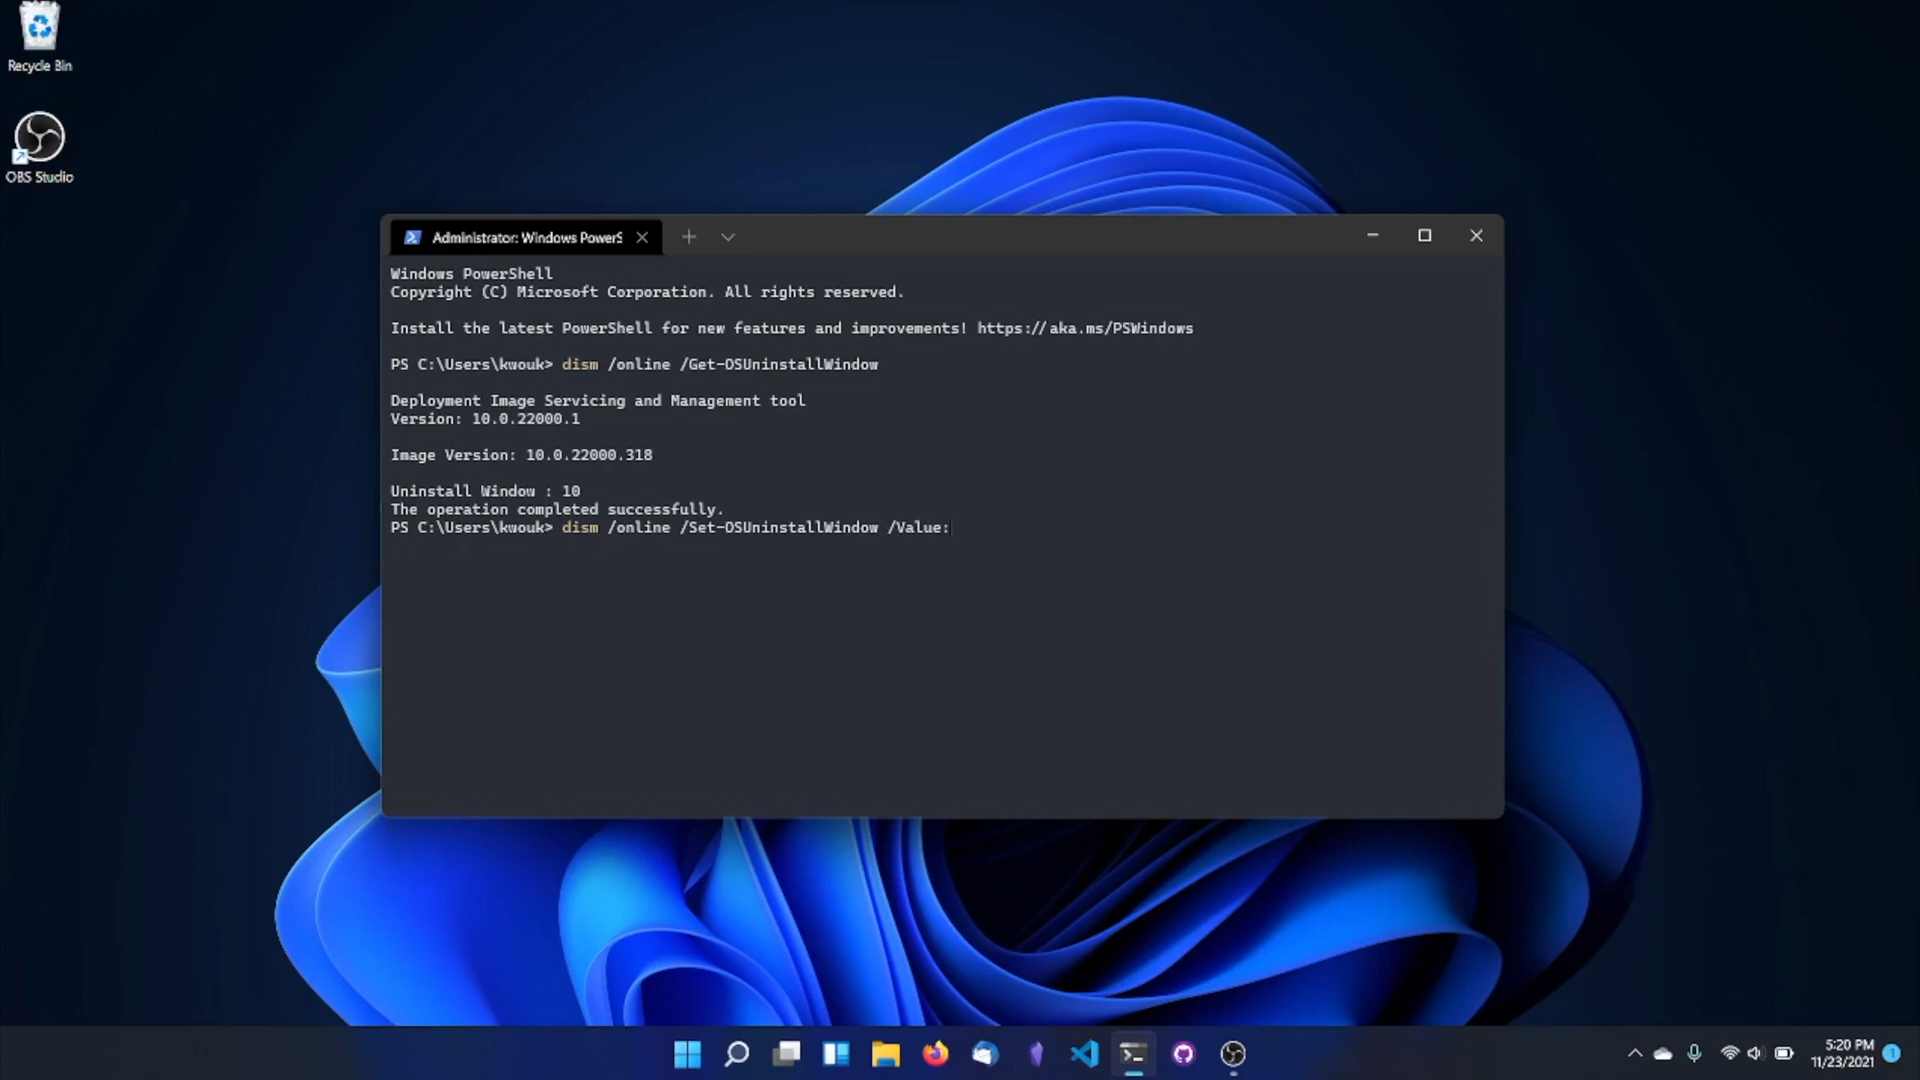 Recycle Bin
OBS Studio
Administrator: Windows PowerS
Windows PowerShell
Copyright (C) Microsoft Corporation. All rights reserved.
Install the latest PowerShell for new features and improvements! https://aka.ms/PSWindows
PS C:\Users\kwouk> dism /online /Get-OSUninstallWindow
Deployment Image Servicing and Management tool
Version: 10.0.22000.1
Image Version: 10.0.22000.318
Uninstall Window : 10
The operation completed successfully.
PS C:\Users\kwouk> dism /online /Set-OSUninstallWindow /Value:
5:20 PM
11/23/2021
1